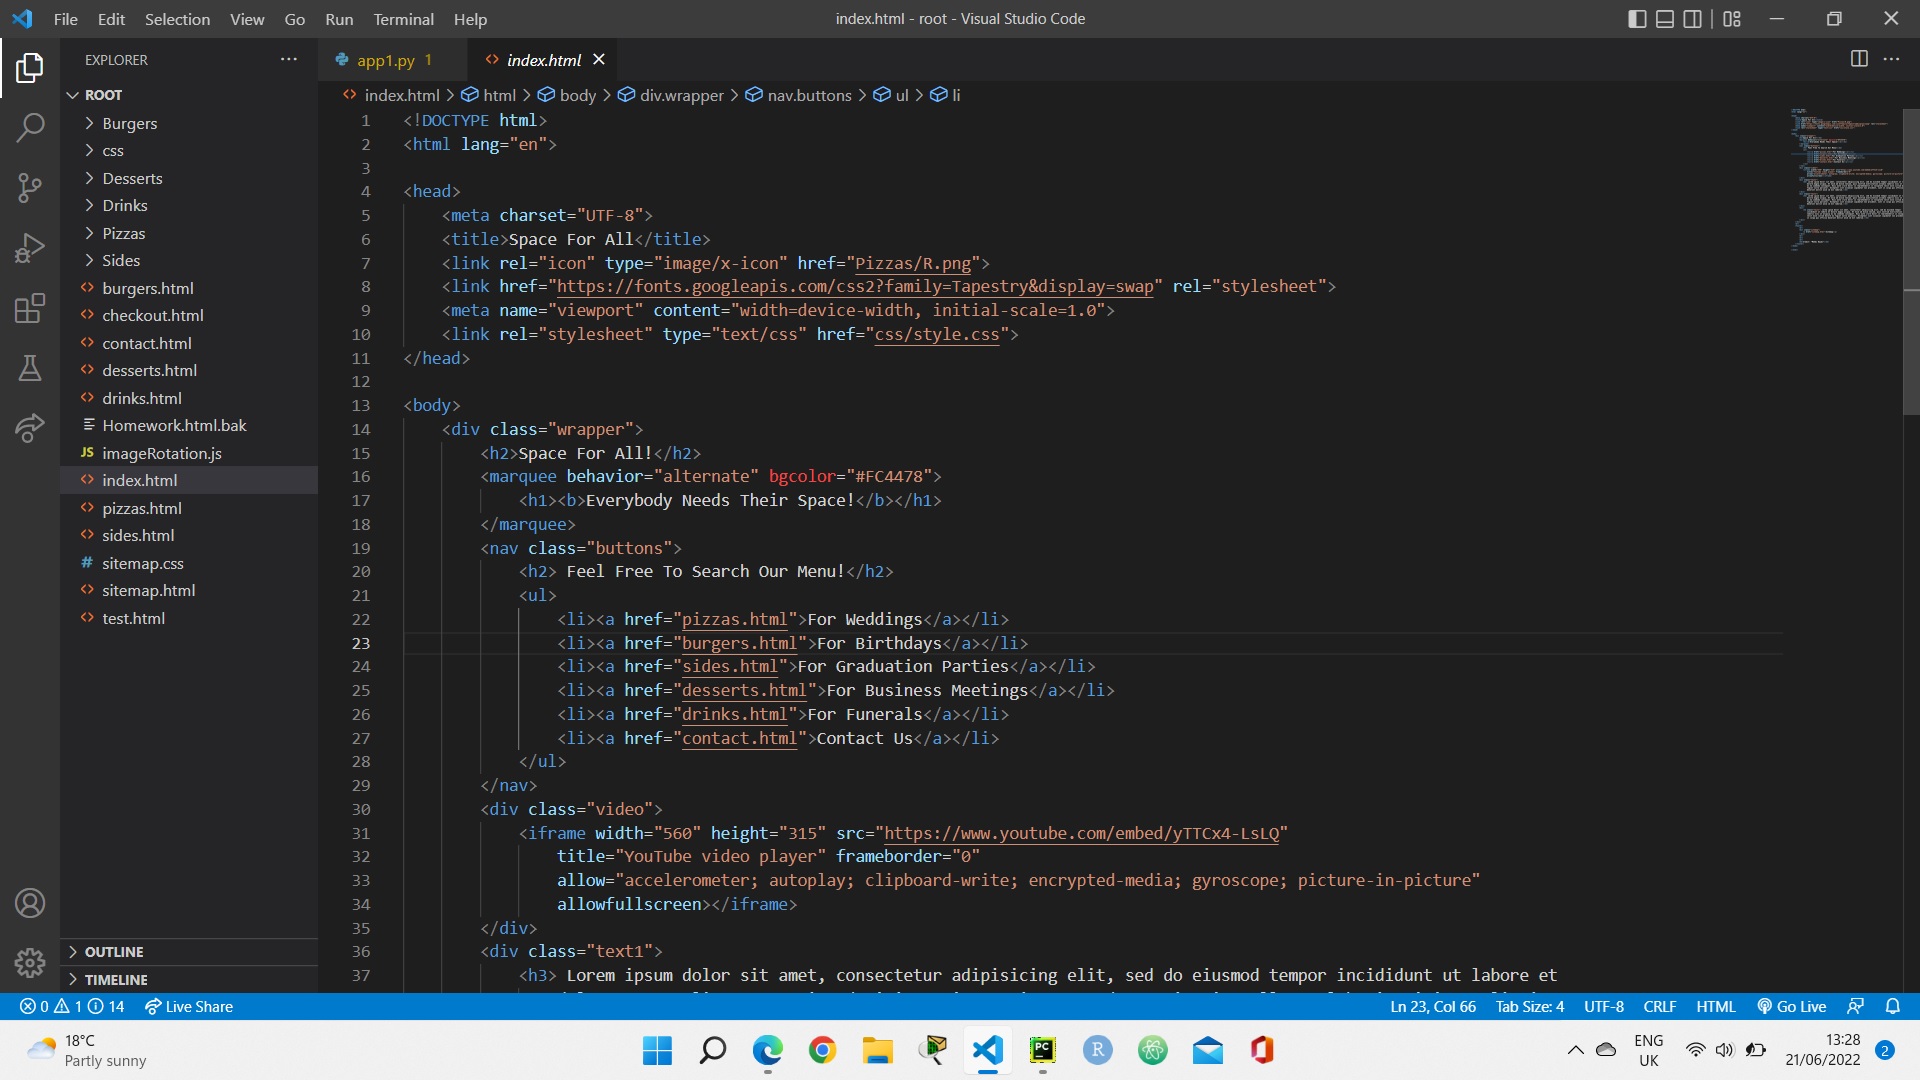 File Edit Selection View Go Run Terminal Help
index.html - root - Visual Studio Code
EXPLORER
ROOT
Burgers
css
Desserts
Drinks
Pizzas
Sides
burgers.html
checkout.html
contact.html
desserts.html
drinks.html
Homework.html.bak
JS imageRotation.js
index.html
pizzas.html
sides.html
# sitemap.css
sitemap.html
test.html
OUTLINE
TIMELINE
app1.py 1
<> index.html
<> index.html > html > body > div.wrapper > nav.buttons > ul > li
1 <!DOCTYPE html>
2 <html lang="en">
3
4 <head>
5 <meta charset="UTF-8">
6 <title>Space For All</title>
7 <link rel="icon" type="image/x-icon" href="Pizzas/R.png">
8 <link href="https://fonts.googleapis.com/css2?family=Tapestry&display=swap" rel="stylesheet">
9 <meta name="viewport" content="width=device-width, initial-scale=1.0">
10 <link rel="stylesheet" type="text/css" href="css/style.css">
11 </head>
12
13 <body>
14 <div class="wrapper">
15 <h2>Space For All!</h2>
16 <marquee behavior="alternate" bgcolor="#FC4478">
17 <h1><b>Everybody Needs Their Space!</b></h1>
18 </marquee>
19 <nav class="buttons">
20 <h2> Feel Free To Search Our Menu!</h2>
21 <ul>
22 <li><a href="pizzas.html">For Weddings</a></li>
23 <li><a href="burgers.html">For Birthdays</a></li>
24 <li><a href="sides.html">For Graduation Parties</a></li>
25 <li><a href="desserts.html">For Business Meetings</a></li>
26 <li><a href="drinks.html">For Funerals</a></li>
27 <li><a href="contact.html">Contact Us</a></li>
28 </ul>
29 </nav>
30 <div class="video">
31 <iframe width="560" height="315" src="https://www.youtube.com/embed/yTTCx4-LsLQ"
32 title="YouTube video player" frameborder="0"
33 allow="accelerometer; autoplay; clipboard-write; encrypted-media; gyroscope; picture-in-picture"
34 allowfullscreen></iframe>
35 </div>
36 <div class="text1">
37 <h3> Lorem ipsum dolor sit amet, consectetur adipisicing elit, sed do eiusmod tempor incididunt ut labore et
0 1 14 Live Share
Ln 23, Col 66 Tab Size: 4 UTF-8 CRLF HTML Go Live
18°C
Partly sunny
PC
R
ENG
UK
13:28
21/06/2022
2